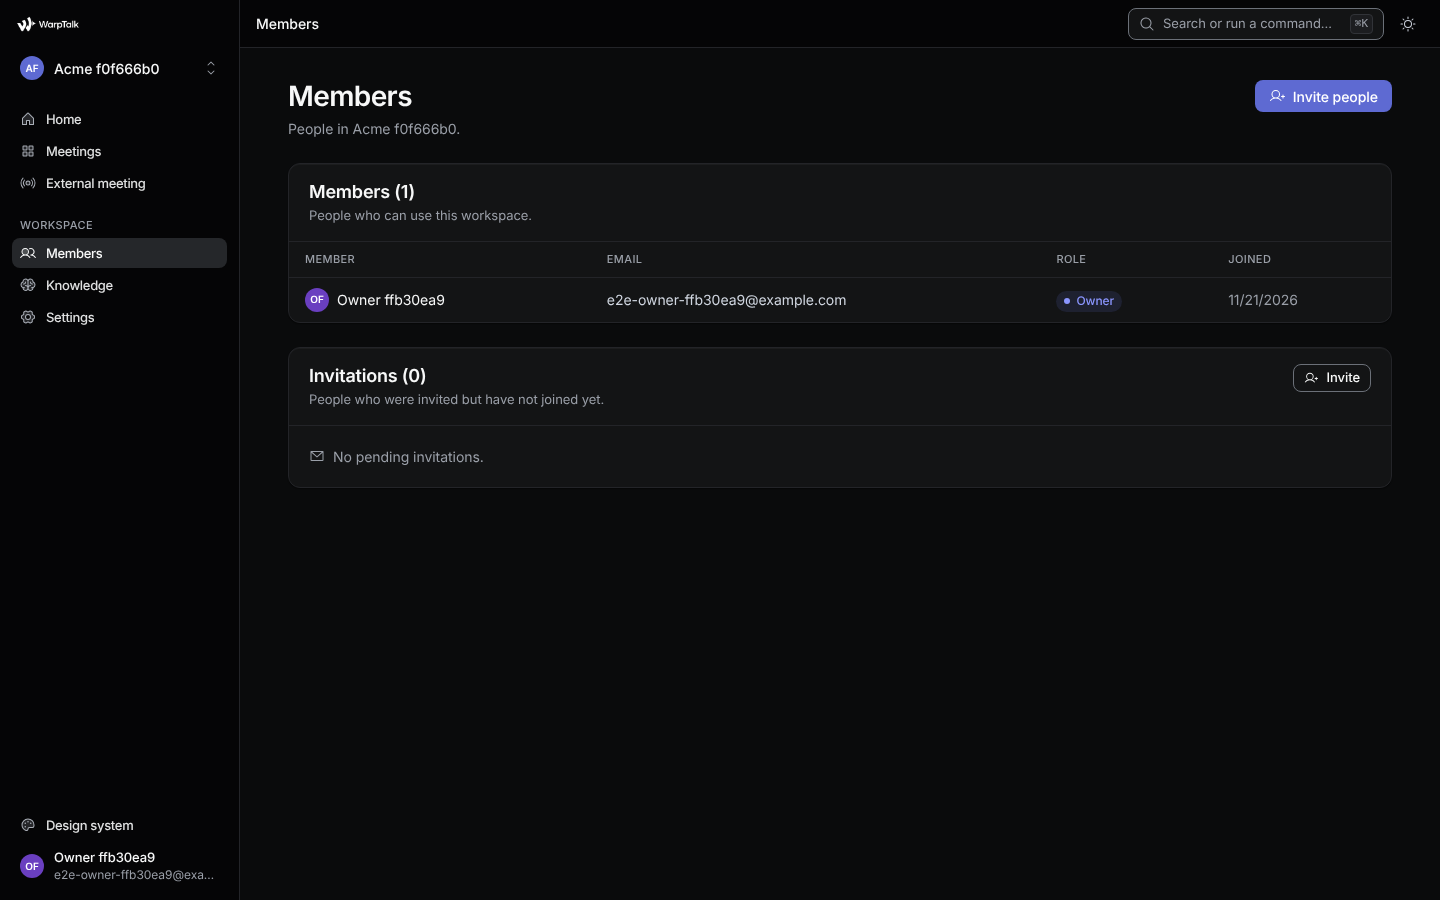 WarpTalk
AF Acme f0f666b0
Home
Meetings
External meeting
WORKSPACE
Members
Knowledge
Settings
Design system
OF Owner ffb30ea9
e2e-owner-ffb30ea9@exa...
Members
Search or run a command... ⌘K
Members
People in Acme f0f666b0.
Invite people
Members (1)
People who can use this workspace.
MEMBER EMAIL ROLE JOINED
OF Owner ffb30ea9 e2e-owner-ffb30ea9@example.com Owner 11/21/2026
Invitations (0)
People who were invited but have not joined yet.
Invite
No pending invitations.